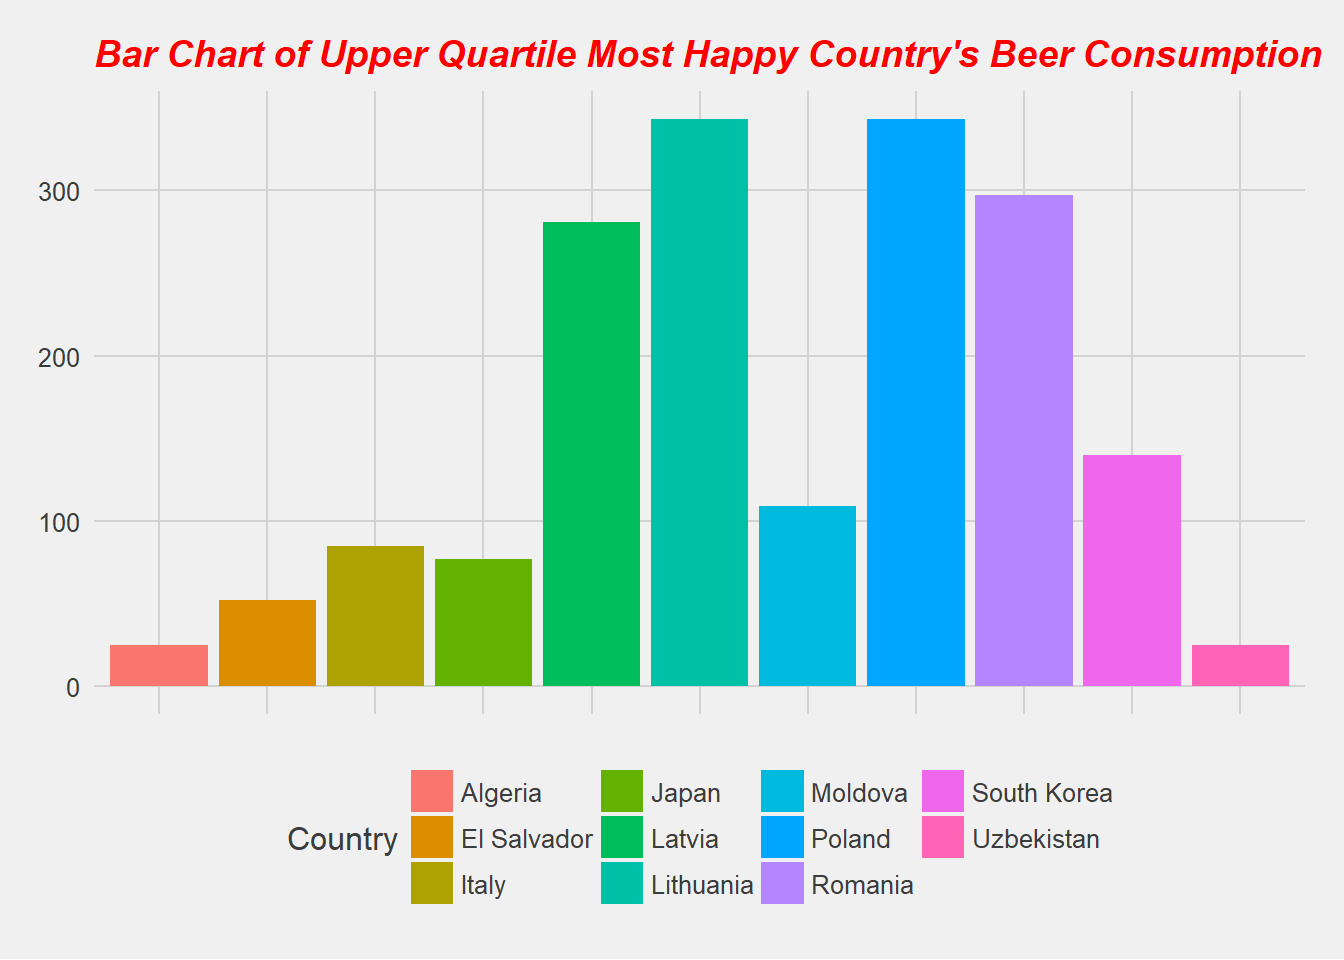 Bar Chart of Upper Quartile Most Happy Country's Beer Consumption
300
200
100
0
Country
Algeria
El Salvador
Italy
Japan
Latvia
Lithuania
Moldova
Poland
Romania
South Korea
Uzbekistan